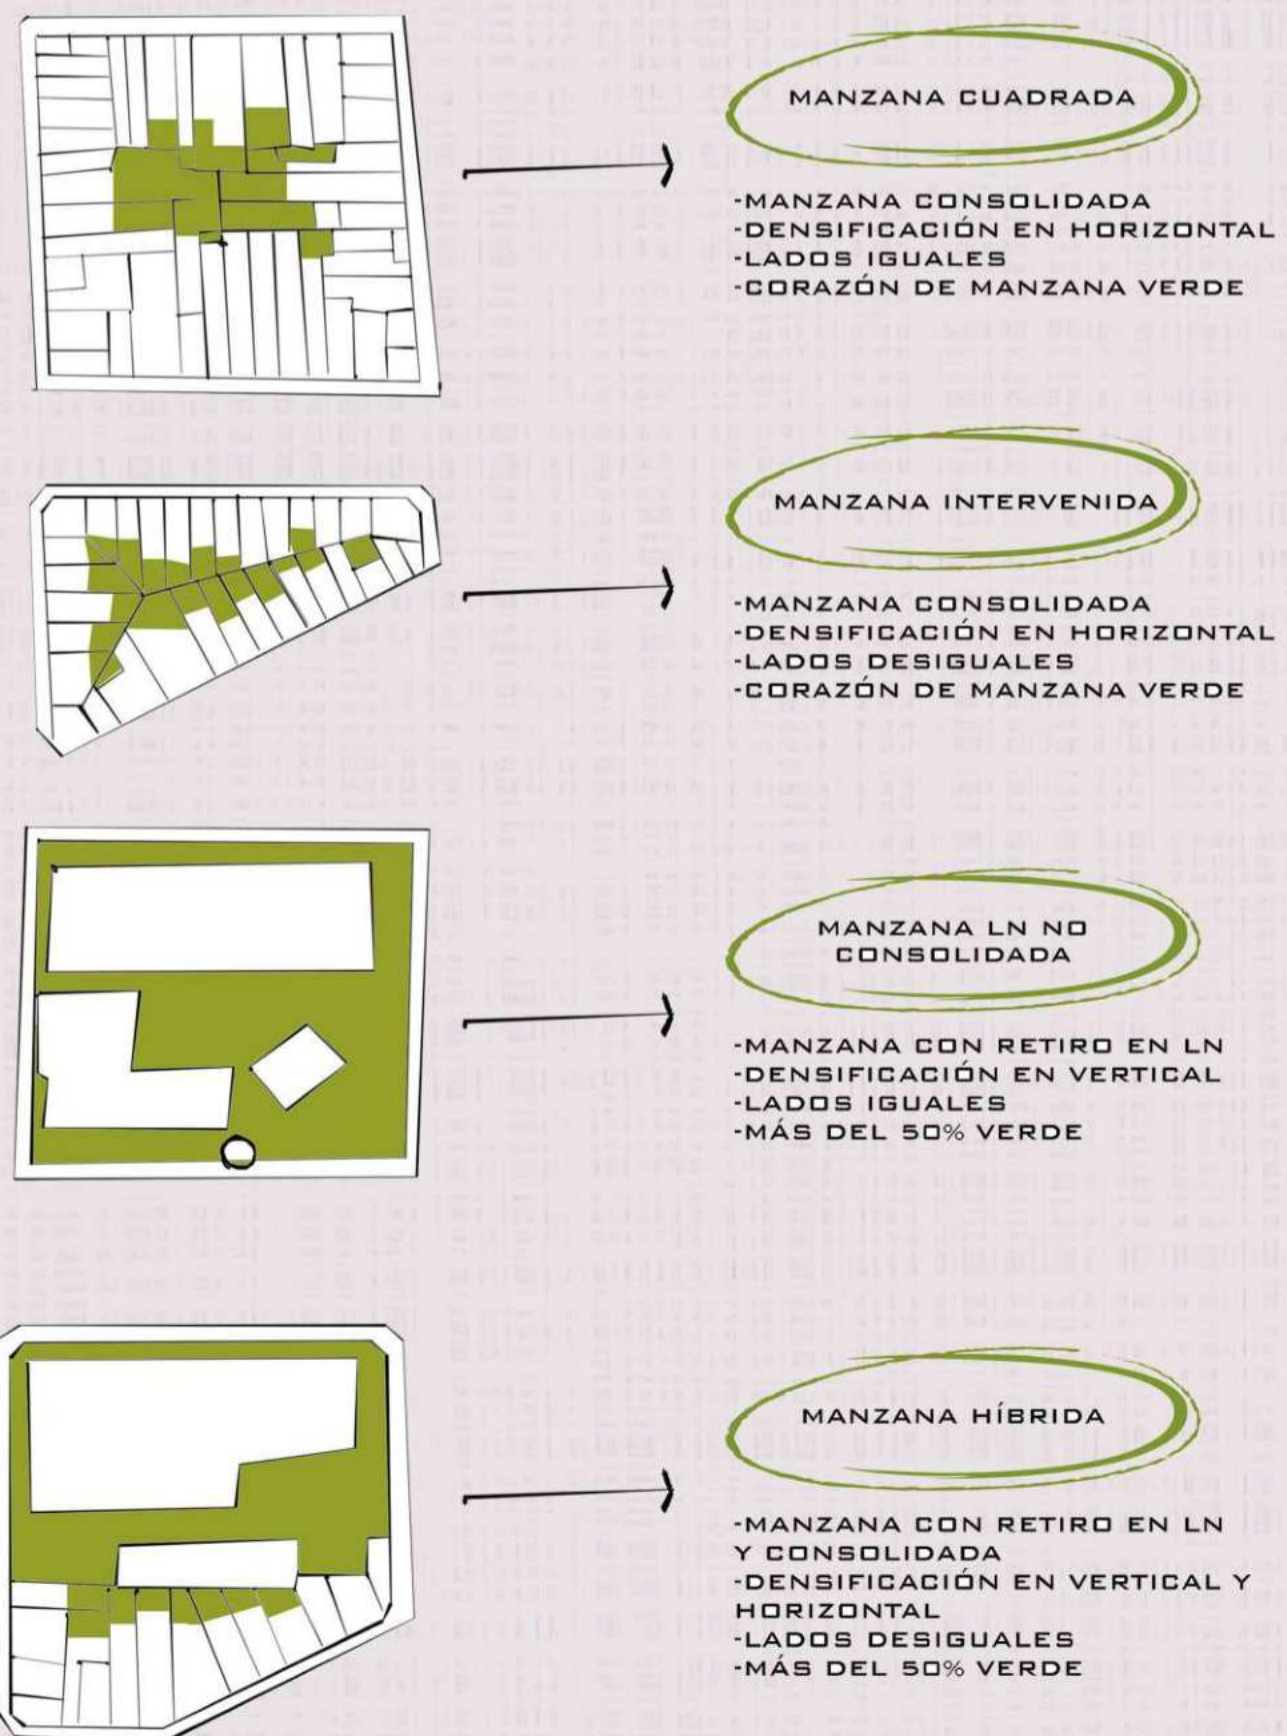 MANZANA CUADRADA
-MANZANA CONSOLIDADA
-DENSIFICACIÓN EN HORIZONTAL
-LADOS IGUALES
-CORAZÓN DE MANZANA VERDE
MANZANA INTERVENIDA
-MANZANA CONSOLIDADA
-DENSIFICACIÓN EN HORIZONTAL
-LADOS DESIGUALES
-CORAZÓN DE MANZANA VERDE
MANZANA LN NO
CONSOLIDADA
-MANZANA CON RETIRO EN LN
-DENSIFICACIÓN EN VERTICAL
-LADOS IGUALES
-MÁS DEL 50% VERDE
MANZANA HÍBRIDA
-MANZANA CON RETIRO EN LN
Y CONSOLIDADA
-DENSIFICACIÓN EN VERTICAL Y
HORIZONTAL
-LADOS DESIGUALES
-MÁS DEL 50% VERDE